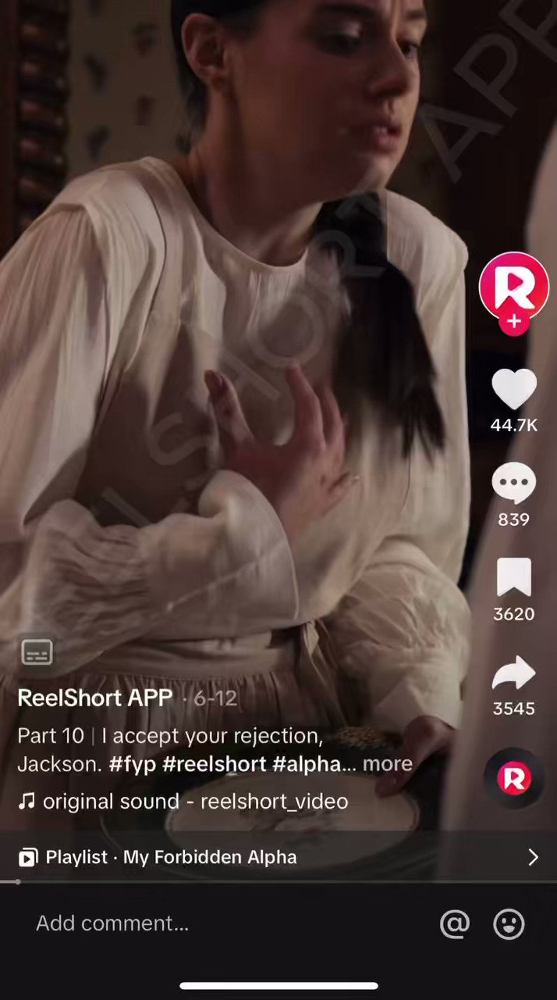 REELSHORT APP
44.7K
839
3620
3545
ReelShort APP · 6-12
Part 10 | I accept your rejection,
Jackson. #fyp #reelshort #alpha... more
original sound - reelshort_video
Playlist · My Forbidden Alpha
Add comment...
@